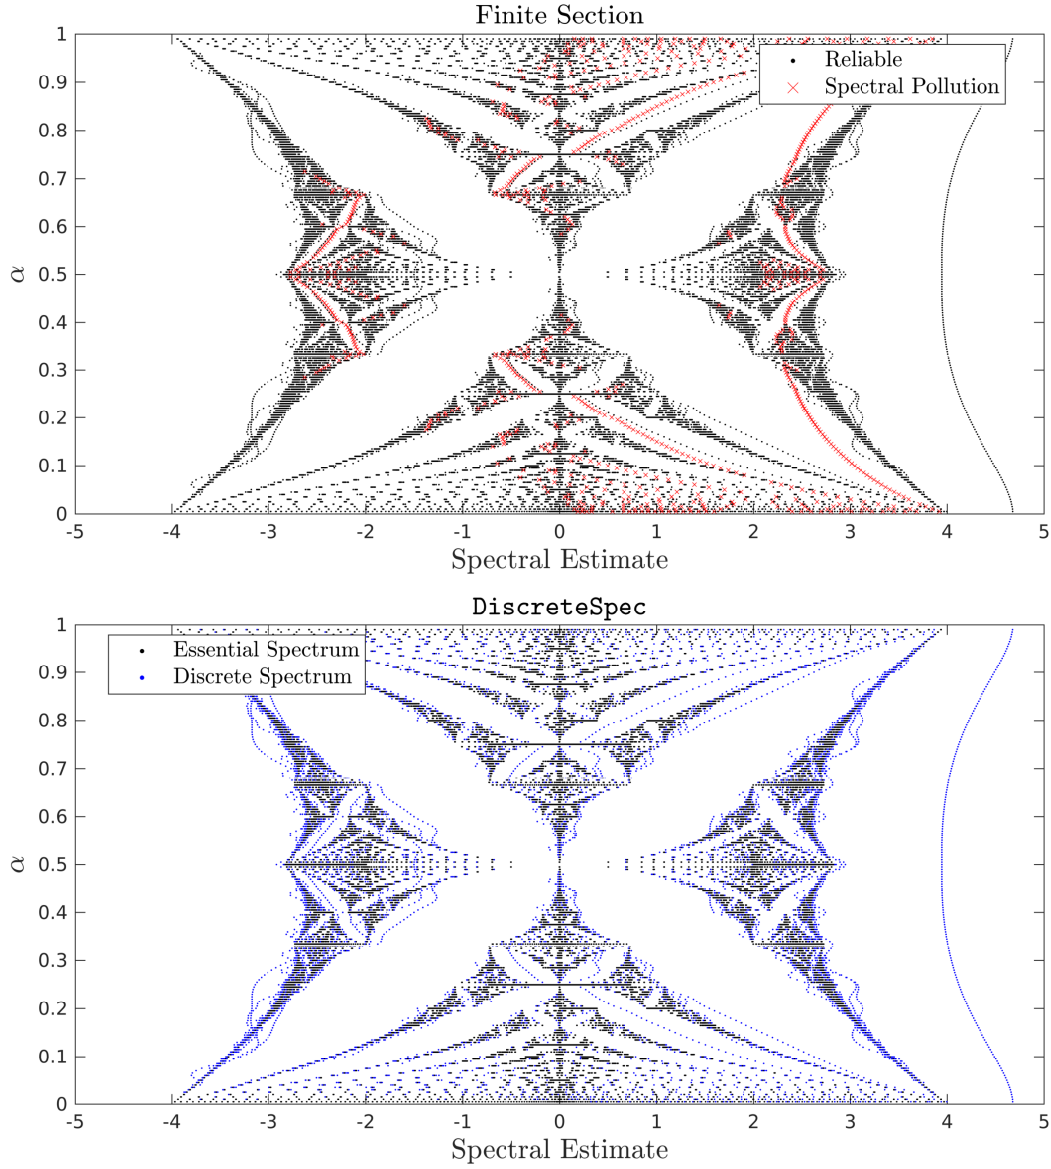 Finite Section
1
Reliable
Spectral Pollution
0.9
0.8
0.7
0.6
0.5
0.4
0.3
0.2
0.1
0
α
-5 -4 -3 -2 -1 0 1 2 3 4 5
Spectral Estimate
DiscreteSpec
1
Essential Spectrum
Discrete Spectrum
0.9
0.8
0.7
0.6
0.5
0.4
0.3
0.2
0.1
0
α
-5 -4 -3 -2 -1 0 1 2 3 4 5
Spectral Estimate